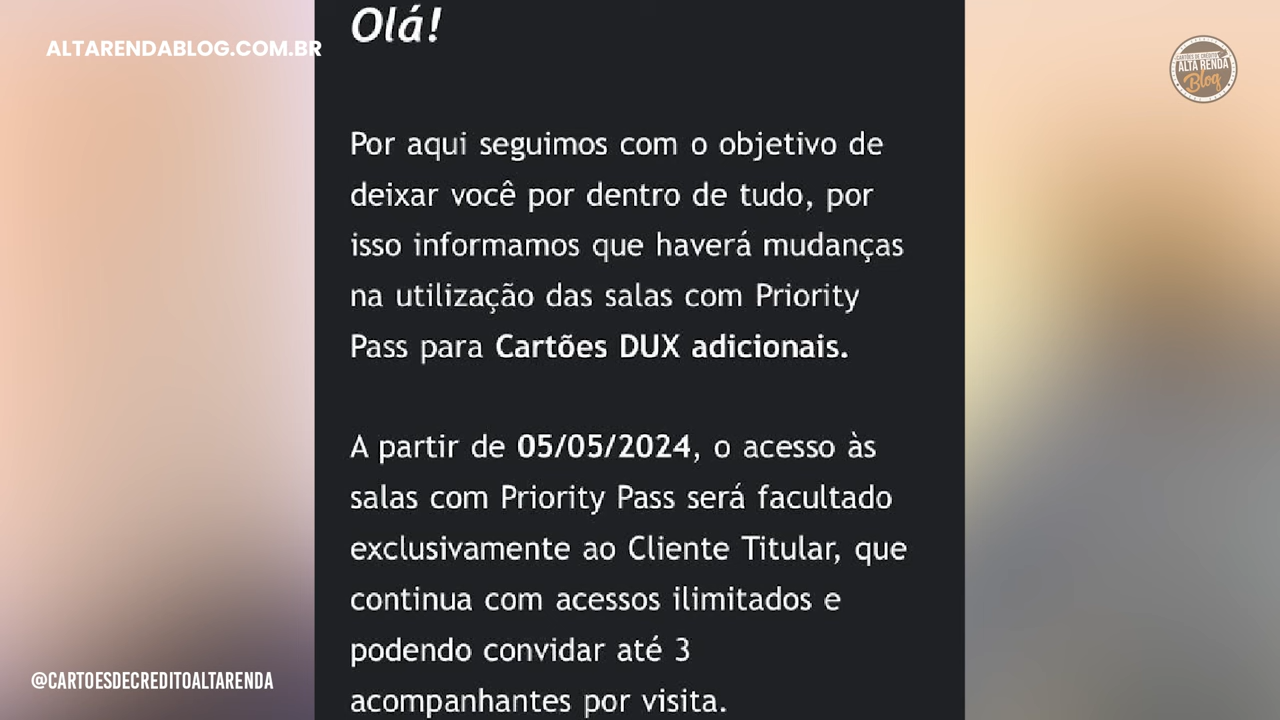 ALTARENDABLOG.COM.BR
CARTÕES DE CRÉDITO
ALTA RENDA
Blog
Olá!
Por aqui seguimos com o objetivo de
deixar você por dentro de tudo, por
isso informamos que haverá mudanças
na utilização das salas com Priority
Pass para Cartões DUX adicionais.
A partir de 05/05/2024, o acesso às
salas com Priority Pass será facultado
exclusivamente ao Cliente Titular, que
continua com acessos ilimitados e
podendo convidar até 3
acompanhantes por visita.
@CARTOESDECREDITOALTARENDA